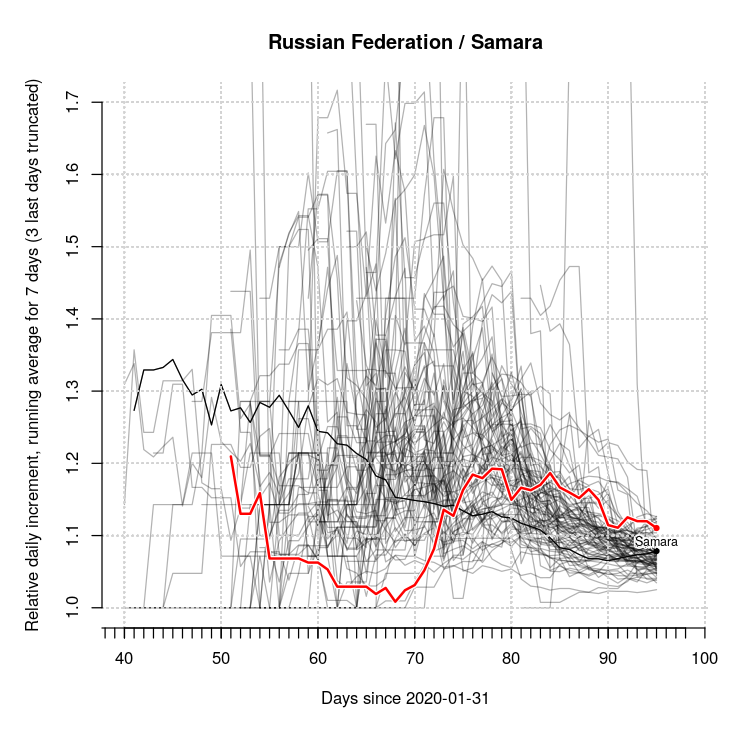 Russian Federation / Samara
Relative daily increment, running average for 7 days (3 last days truncated)
1.7
1.6
1.5
1.4
1.3
1.2
1.1
1.0
Samara
40 50 60 70 80 90 100
Days since 2020-01-31